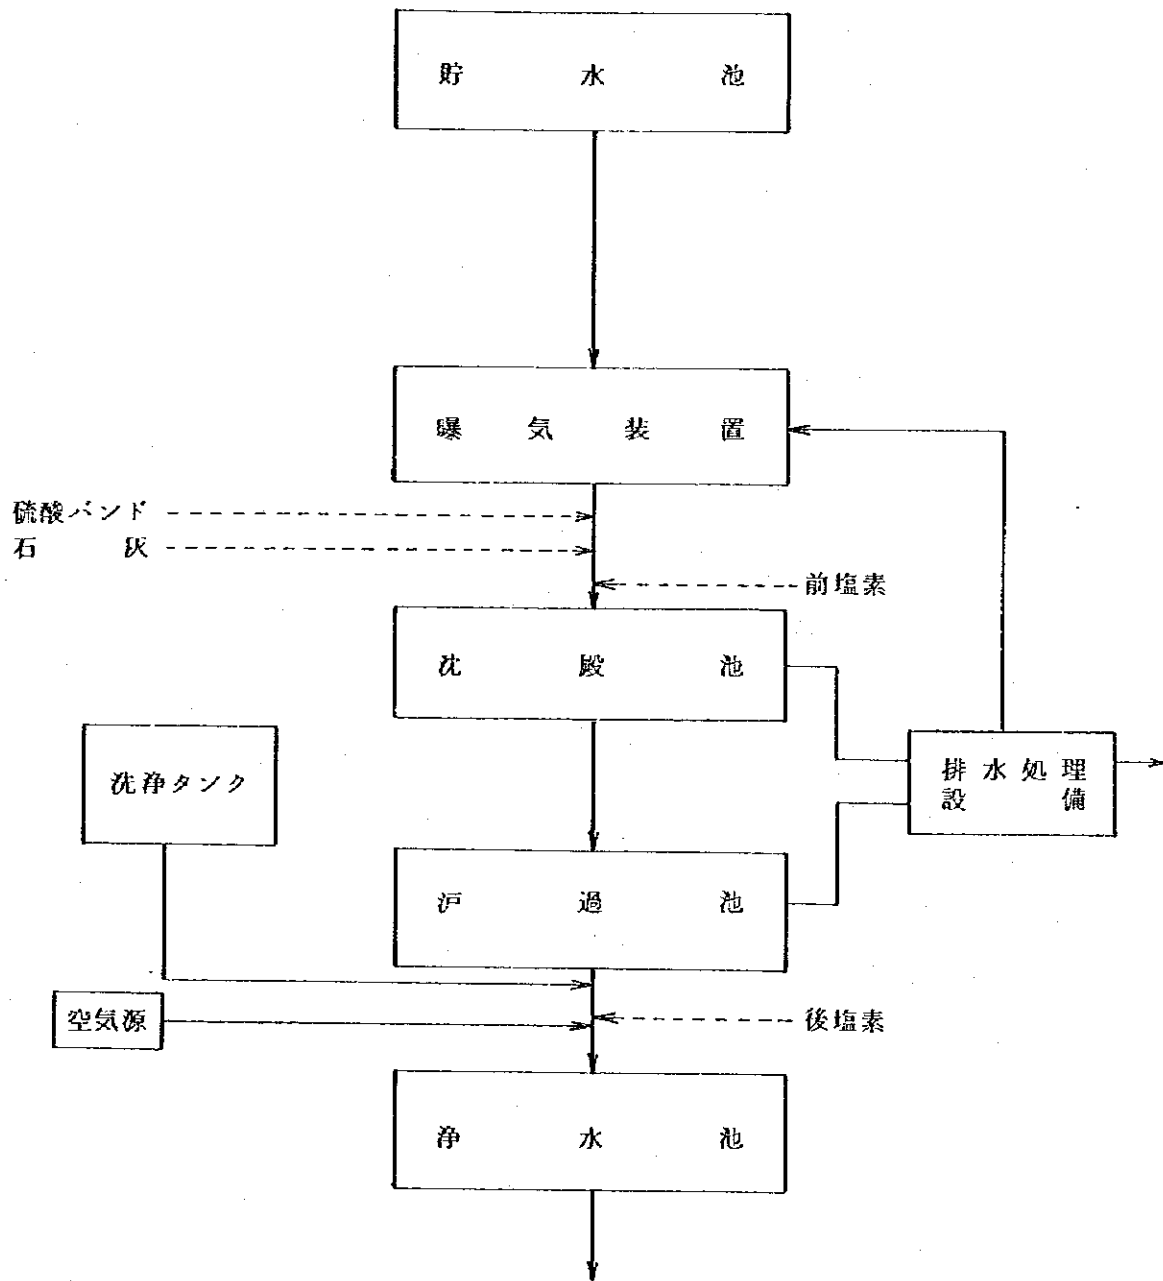 貯水池
曝気装置
硫酸バンド
石灰
前塩素
沈殿池
洗浄タンク
排水処理
設備
沪過池
空気源
後塩素
浄水池